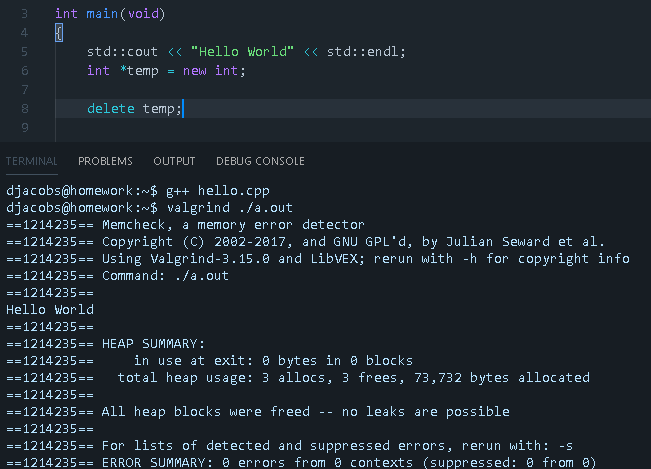 3 int main(void)
4 {
5 std::cout << "Hello World" << std::endl;
6 int *temp = new int;
7
8 delete temp;
9
TERMINAL PROBLEMS OUTPUT DEBUG CONSOLE
djacobs@homework:~$ g++ hello.cpp
djacobs@homework:~$ valgrind ./a.out
==1214235== Memcheck, a memory error detector
==1214235== Copyright (C) 2002-2017, and GNU GPL'd, by Julian Seward et al.
==1214235== Using Valgrind-3.15.0 and LibVEX; rerun with -h for copyright info
==1214235== Command: ./a.out
==1214235==
Hello World
==1214235==
==1214235== HEAP SUMMARY:
==1214235== in use at exit: 0 bytes in 0 blocks
==1214235== total heap usage: 3 allocs, 3 frees, 73,732 bytes allocated
==1214235==
==1214235== All heap blocks were freed -- no leaks are possible
==1214235==
==1214235== For lists of detected and suppressed errors, rerun with: -s
==1214235== ERROR SUMMARY: 0 errors from 0 contexts (suppressed: 0 from 0)